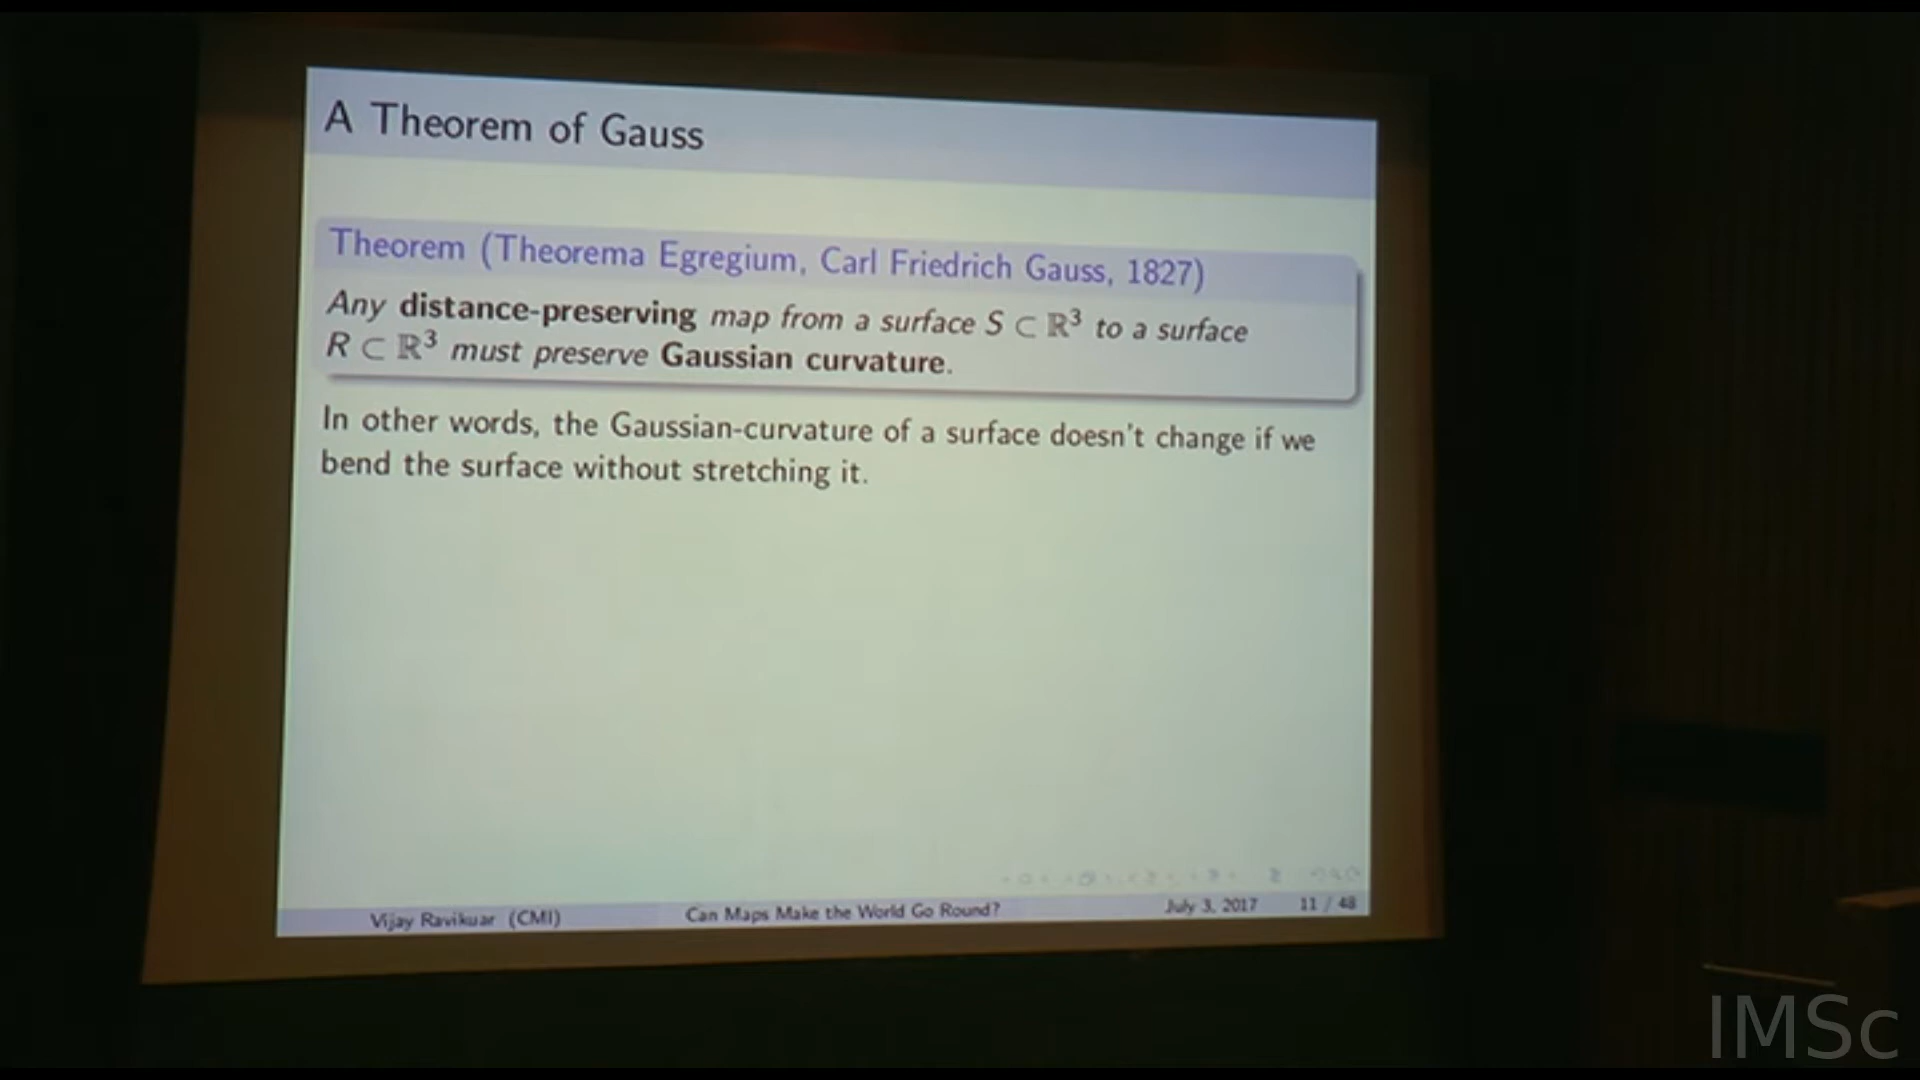 A Theorem of Gauss
Theorem (Theorema Egregium, Carl Friedrich Gauss, 1827)
Any distance-preserving map from a surface S ⊂ ℝ³ to a surface
R ⊂ ℝ³ must preserve Gaussian curvature.
In other words, the Gaussian-curvature of a surface doesn't change if we
bend the surface without stretching it.
Vijay Ravikuar (CMI) Can Maps Make the World Go Round? July 3, 2017 11 / 48
IMSc